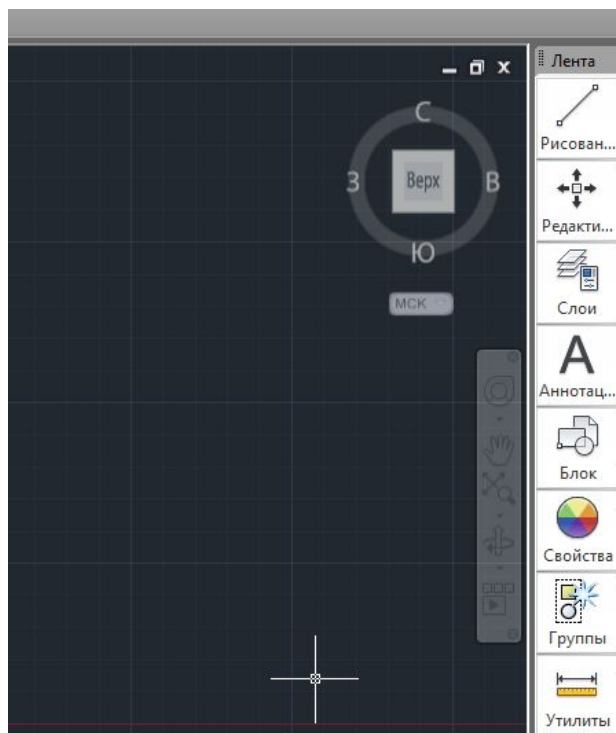 Лента
С
Рисован...
З
Верх
В
Редакти...
Ю
МСК
Слои
А
Аннотац...
Блок
Свойства
Группы
Утилиты